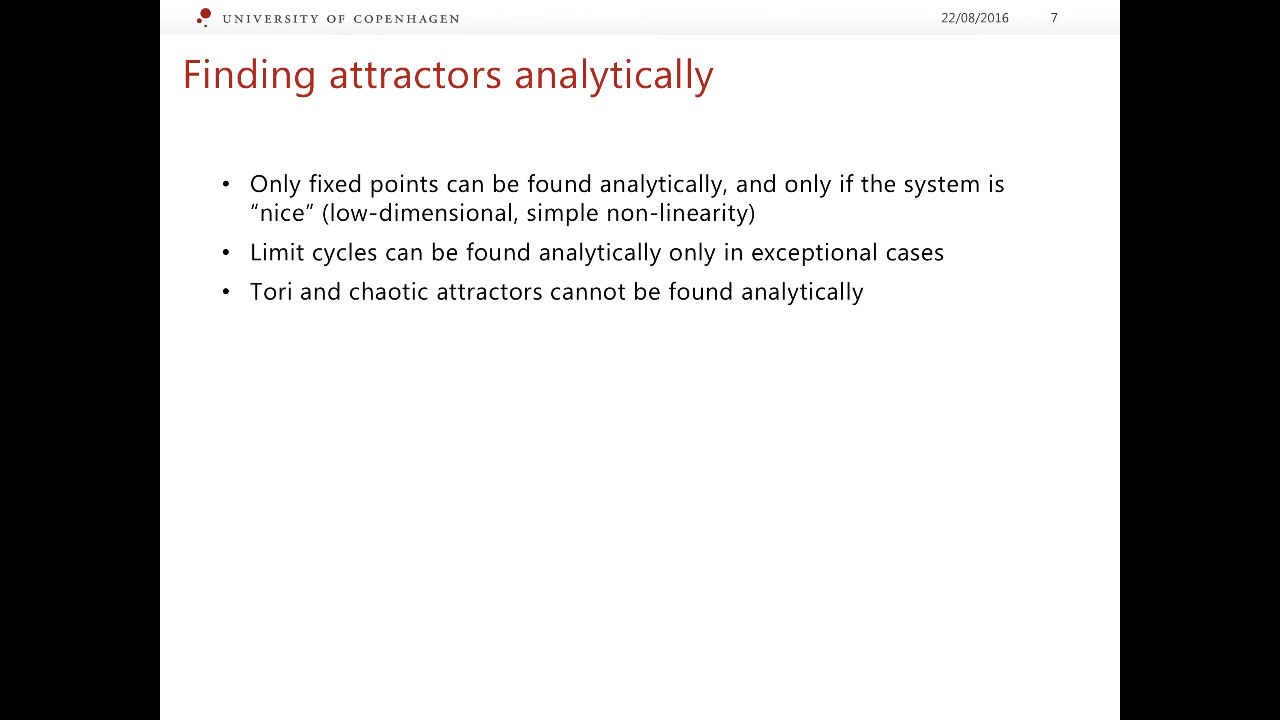 UNIVERSITY OF COPENHAGEN 22/08/2016 7
Finding attractors analytically
• Only fixed points can be found analytically, and only if the system is
“nice” (low-dimensional, simple non-linearity)
• Limit cycles can be found analytically only in exceptional cases
• Tori and chaotic attractors cannot be found analytically